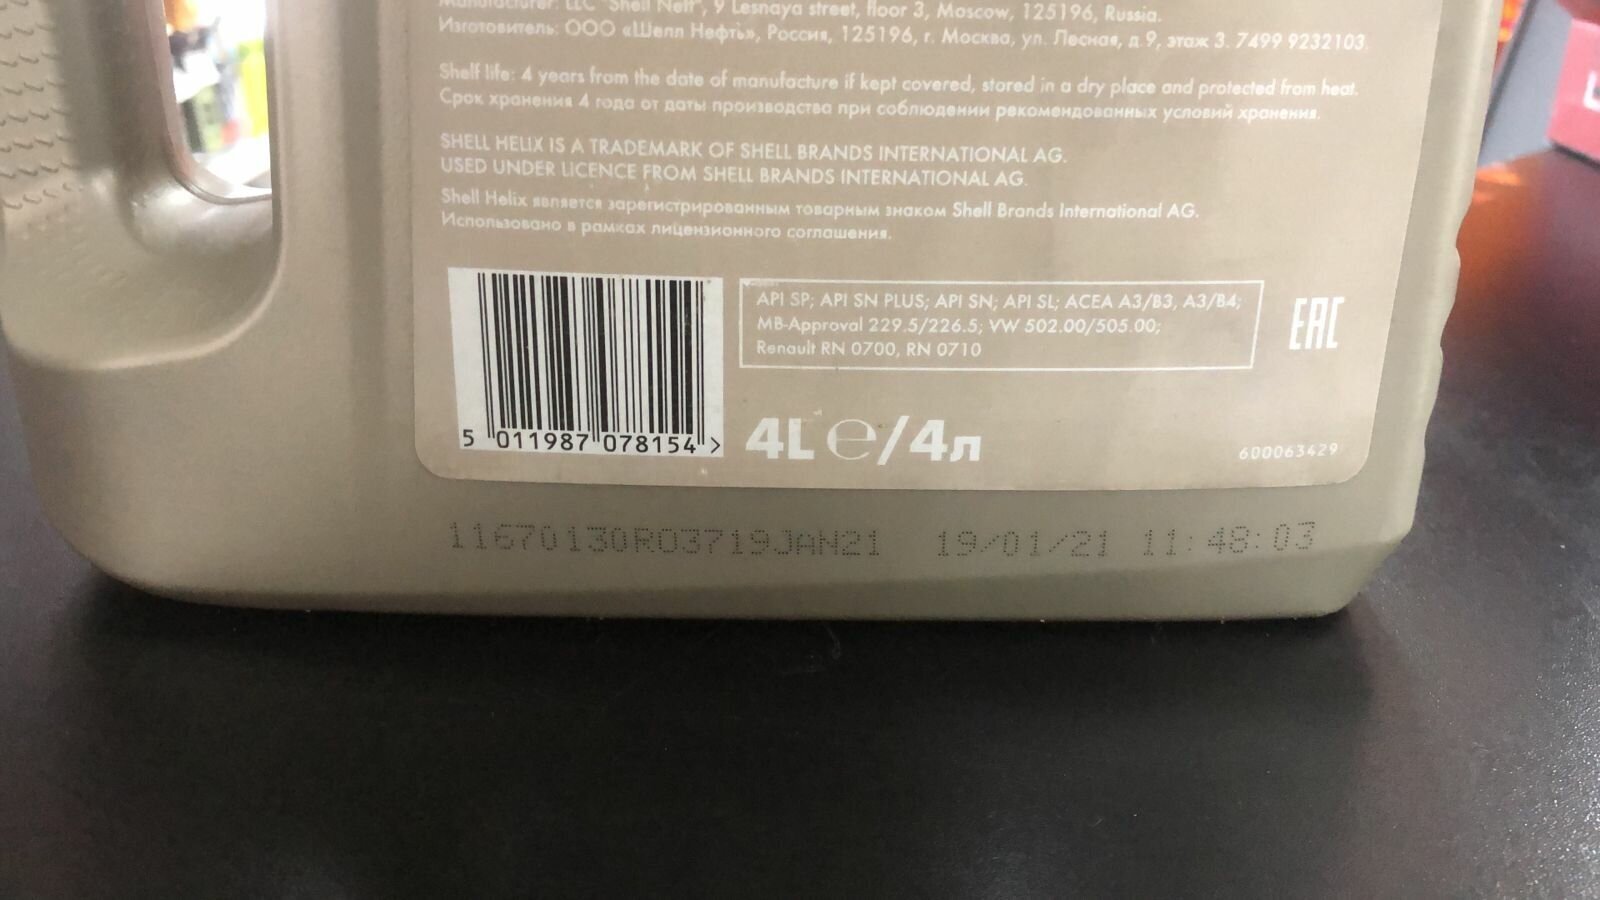 Manufacturer: LLC "Shell Neft", 9 Lesnaya street, floor 3, Moscow, 125196, Russia.
Изготовитель: ООО «Шелл Нефть», Россия, 125196, г. Москва, ул. Лесная, д.9, этаж 3. 7499 9232103.
Shelf life: 4 years from the date of manufacture if kept covered, stored in a dry place and protected from heat.
Срок хранения 4 года от даты производства при соблюдении рекомендованных условий хранения.
SHELL HELIX IS A TRADEMARK OF SHELL BRANDS INTERNATIONAL AG.
USED UNDER LICENCE FROM SHELL BRANDS INTERNATIONAL AG.
Shell Helix является зарегистрированным товарным знаком Shell Brands International AG.
Использовано в рамках лицензионного соглашения.
API SP; API SN PLUS; API SN; API SL; ACEA A3/B3, A3/B4;
MB-Approval 229.5/226.5; VW 502.00/505.00;
Renault RN 0700, RN 0710
EAC
5 011987 078154 >
4L e/4л
600063429
11670130R03719JAN21 19/01/21 11:48:03